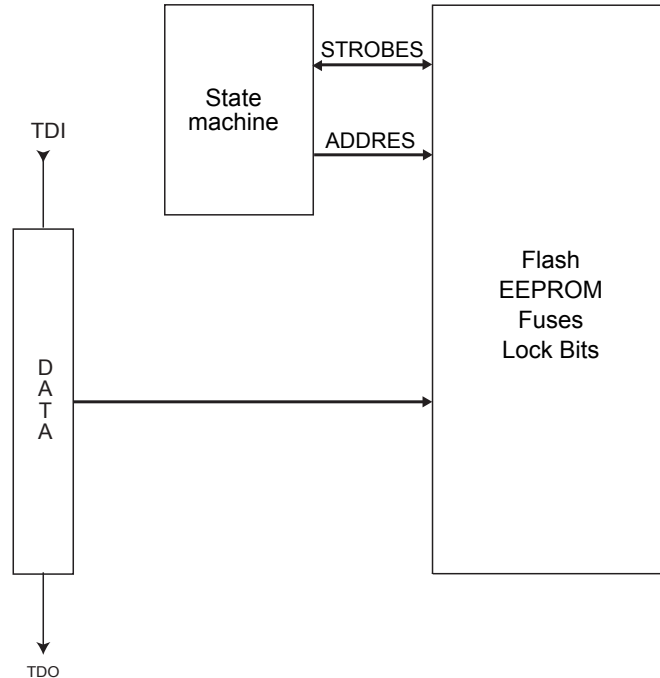 STROBES
State
machine
ADDRES
TDI
Flash
EEPROM
Fuses
Lock Bits
D
A
T
A
TDO